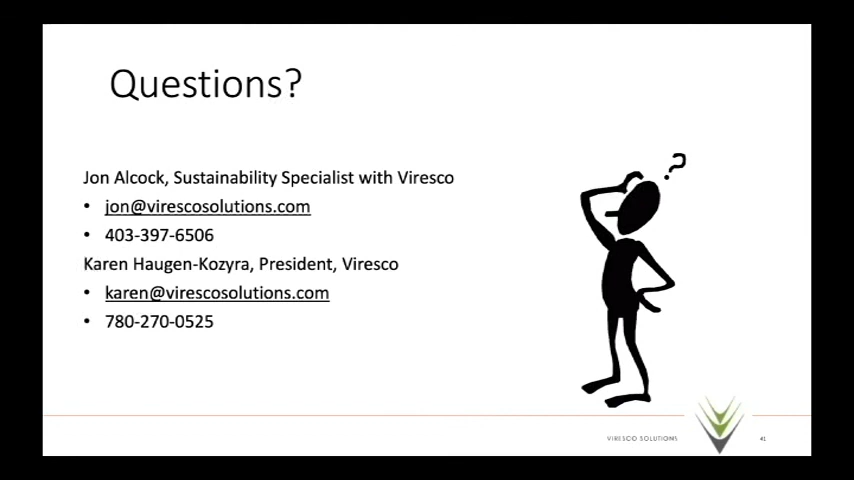 Questions?
Jon Alcock, Sustainability Specialist with Viresco
• jon@virescosolutions.com
• 403-397-6506
Karen Haugen-Kozyra, President, Viresco
• karen@virescosolutions.com
• 780-270-0525
?
VIRESCO SOLUTIONS
41